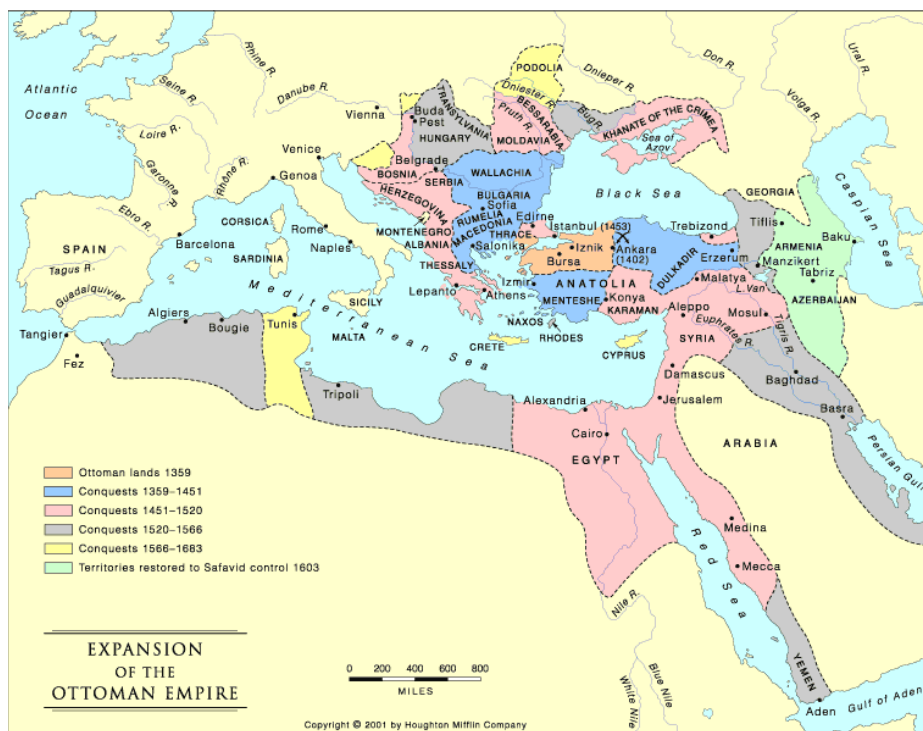 Atlantic
Ocean
Seine R.
Rhine R.
Loire R.
Garonne R.
Rhône R.
Danube R.
Vienna
Venice
Genoa
PODOLIA
Dniester R.
Dnieper R.
Don R.
Volga R.
Ural R.
TRANSYLVANIA
BESSARABIA
Pruth R.
Bug R.
Buda
Pest
HUNGARY
MOLDAVIA
KHANATE OF THE CRIMEA
Sea of
Azov
Belgrade
BOSNIA
SERBIA
HERZEGOVINA
WALLACHIA
BULGARIA
Sofia
RUMELIA
MACEDONIA
MONTENEGRO
ALBANIA
Edirne
THRACE
Salonika
THESSALY
Lepanto
Athens
Black Sea
Caspian Sea
GEORGIA
Tiflis
ARMENIA
Baku
Manzikert
Tabriz
AZERBAIJAN
Istanbul (1453)
Trebizond
Iznik
Bursa
Ankara
(1402)
Erzerum
DULKADIR
Malatya
L. Van
Izmir
ANATOLIA
MENTESHE
Konya
KARAMAN
Aleppo
Mosul
Euphrates R.
Tigris R.
SYRIA
Baghdad
Basra
Damascus
Jerusalem
Persian Gulf
CORSICA
SARDINIA
Rome
Naples
SICILY
MALTA
NAXOS
RHODES
CRETE
CYPRUS
Mediterranean Sea
SPAIN
Ebro R.
Barcelona
Tagus R.
Guadalquivier
Tangier
Fez
Algiers
Bougie
Tunis
Tripoli
Alexandria
Cairo
EGYPT
ARABIA
Medina
Mecca
Red Sea
Nile R.
Blue Nile
White Nile
YEMEN
Aden
Gulf of Aden
Ottoman lands 1359
Conquests 1359–1451
Conquests 1451–1520
Conquests 1520–1566
Conquests 1566–1683
Territories restored to Safavid control 1603
EXPANSION
OF THE
OTTOMAN EMPIRE
0 200 400 600 800
MILES
Copyright © 2001 by Houghton Mifflin Company